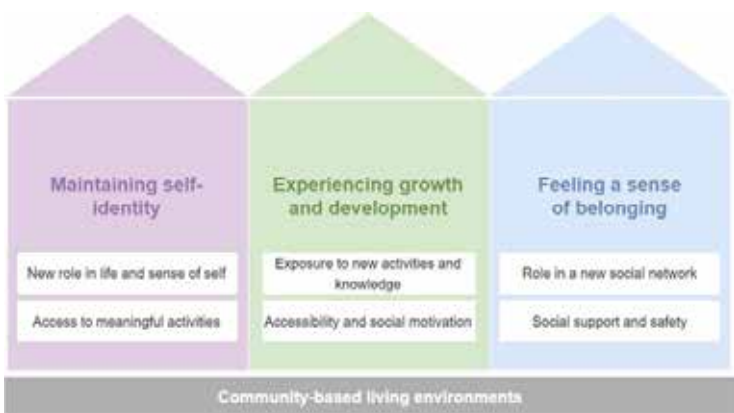 Maintaining self-
identity
New role in life and sense of self
Access to meaningful activities
Experiencing growth
and development
Exposure to new activities and
knowledge
Accessibility and social motivation
Feeling a sense
of belonging
Role in a new social network
Social support and safety
Community-based living environments